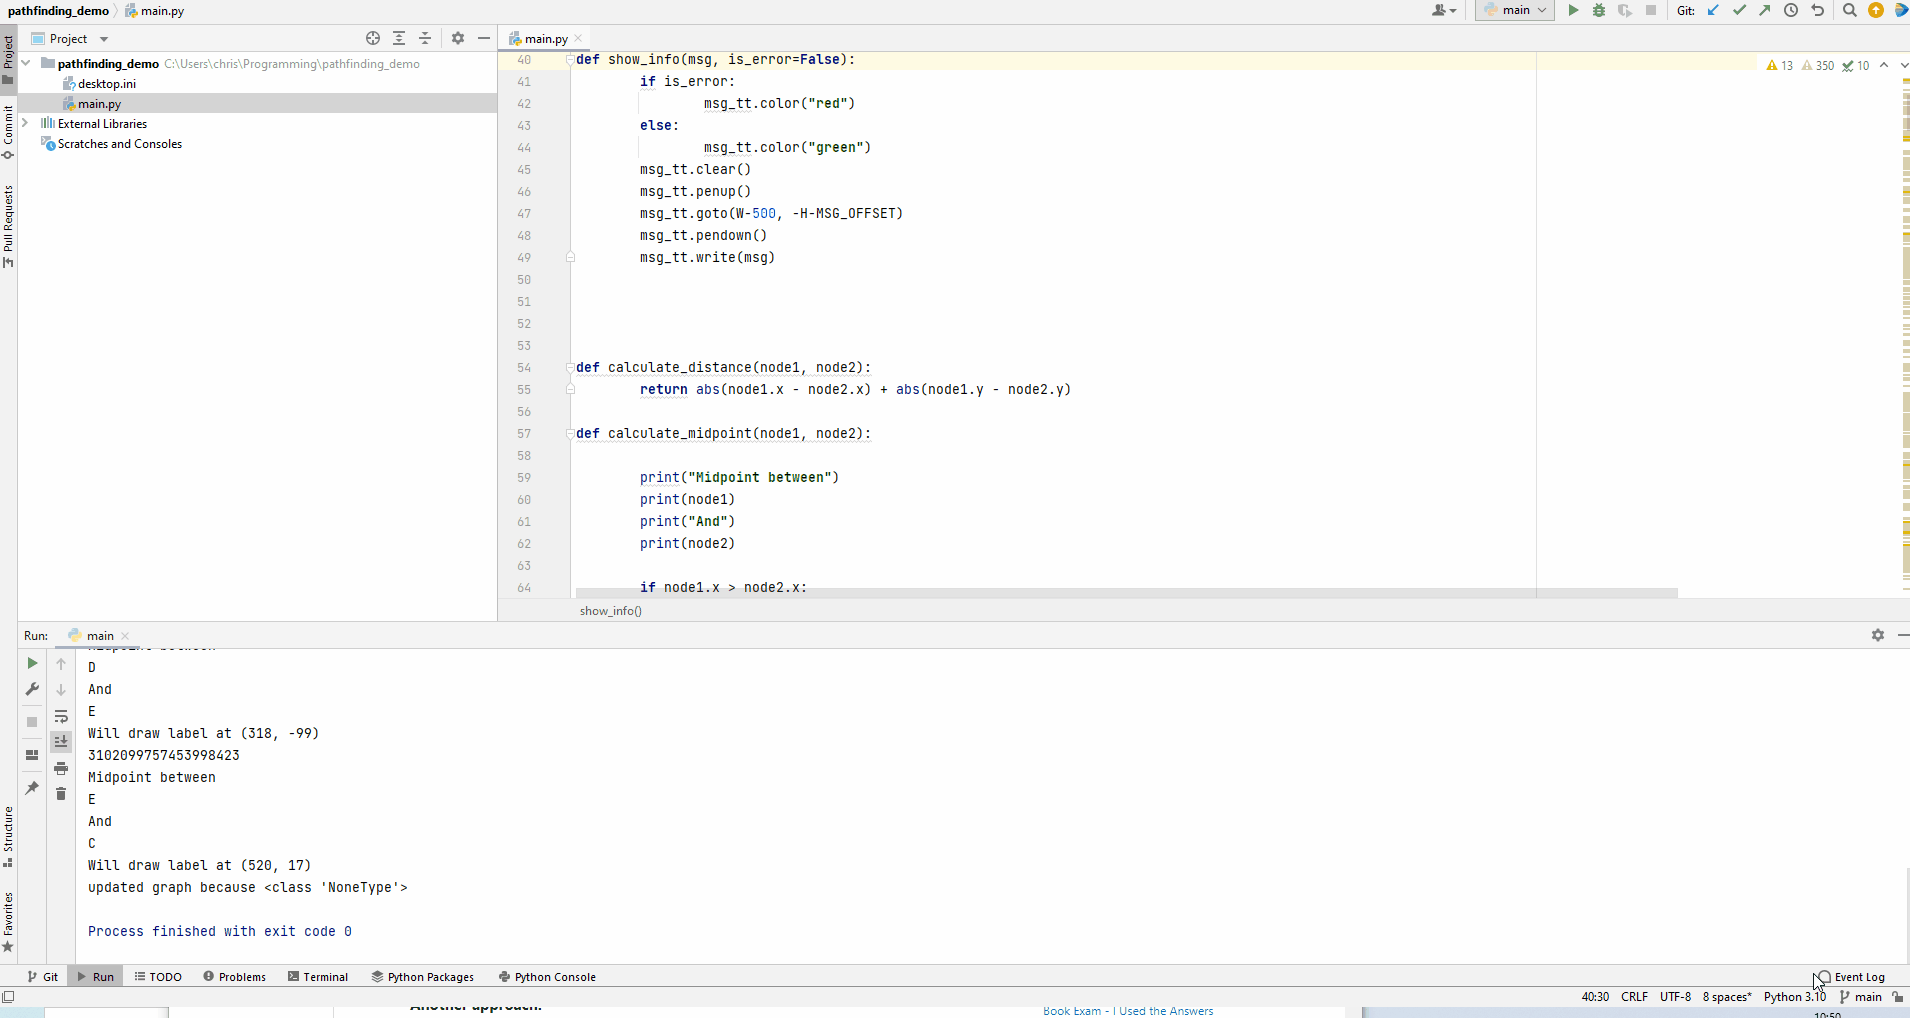 pathfinding_demo main.py
main Git:
Project
main.py
pathfinding_demo C:\Users\chris\Programming\pathfinding_demo
desktop.ini
main.py
External Libraries
Scratches and Consoles
Project
Commit
Pull Requests
Structure
Favorites
13 350 10
40 def show_info(msg, is_error=False):
41 if is_error:
42 msg_tt.color("red")
43 else:
44 msg_tt.color("green")
45 msg_tt.clear()
46 msg_tt.penup()
47 msg_tt.goto(W-500, -H-MSG_OFFSET)
48 msg_tt.pendown()
49 msg_tt.write(msg)
50
51
52
53
54 def calculate_distance(node1, node2):
55 return abs(node1.x - node2.x) + abs(node1.y - node2.y)
56
57 def calculate_midpoint(node1, node2):
58
59 print("Midpoint between")
60 print(node1)
61 print("And")
62 print(node2)
63
64 if node1.x > node2.x:
show_info()
Run: main
Midpoint between
D
And
E
Will draw label at (318, -99)
3102099757453998423
Midpoint between
E
And
C
Will draw label at (520, 17)
updated graph because <class 'NoneType'>
Process finished with exit code 0
Git Run TODO Problems Terminal Python Packages Python Console Event Log
40:30 CRLF UTF-8 8 spaces* Python 3.10 main
Another approach:
Book Exam - I Used the Answers
10:50